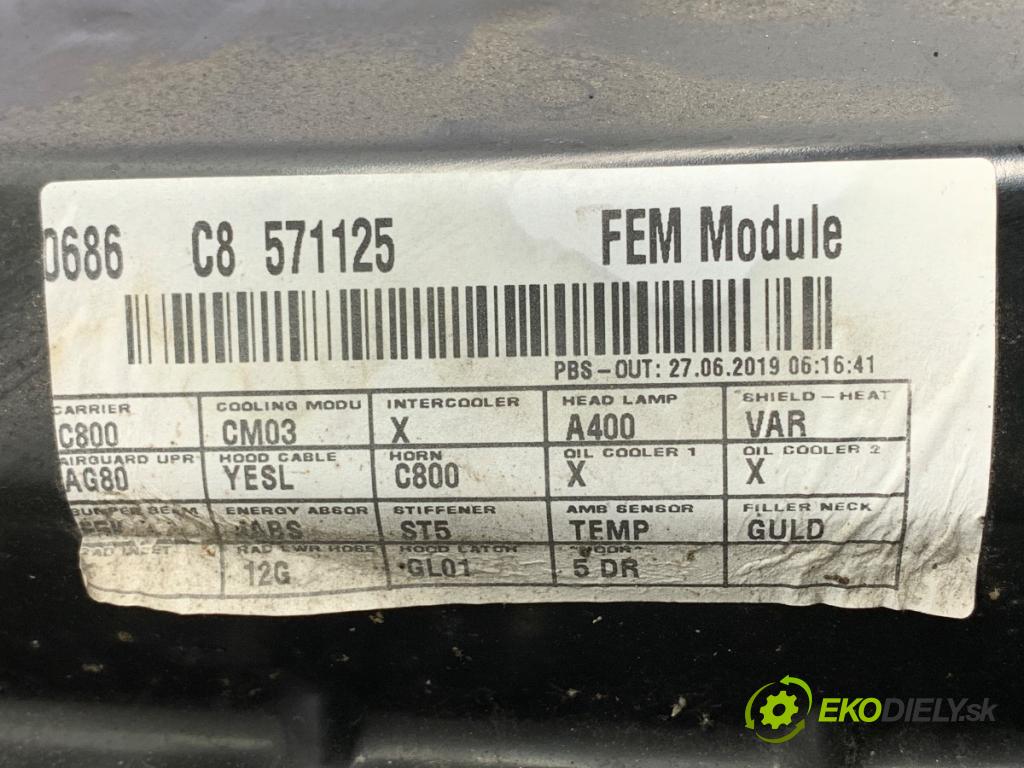 0686 C8 571125 FEM Module
PBS-OUT: 27.06.2019 06:16:41
CARRIER COOLING MODU INTERCOOLER HEAD LAMP SHIELD-HEAT
C800 CM03 X A400 VAR
AIRGUARD UPR HOOD CABLE HORN OIL COOLER 1 OIL COOLER 2
AG80 YESL C800 X X
BUMPER BEAM ENERGY ABSOR STIFFENER AMB SENSOR FILLER NECK
ST5 TEMP GULD
RAD LWR HOSE HOOD LATCH "DOOR"
12G GL01 5 DR
EKODIELY.sk